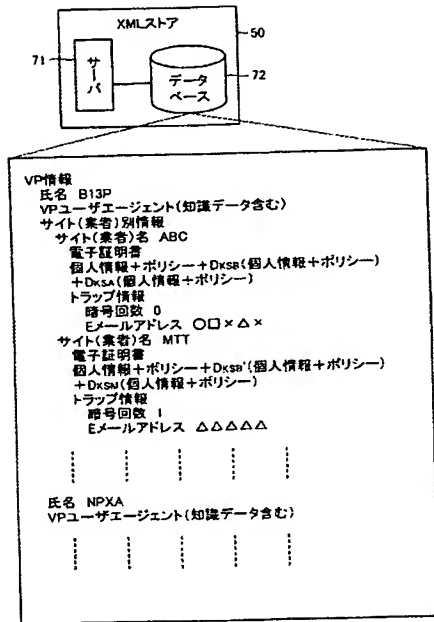 XMLストア
50
71
サーバ
データベース
72
VP情報
氏名 B13P
VPユーザエージェント(知識データ含む)
サイト(業者)別情報
サイト(業者)名 ABC
電子証明書
個人情報+ポリシー+DKSB(個人情報+ポリシー)
+DKSA(個人情報+ポリシー)
トラップ情報
暗号回数 0
Eメールアドレス 〇□×△×
サイト(業者)名 MTT
電子証明書
個人情報+ポリシー+DKSB'(個人情報+ポリシー)
+DKSM(個人情報+ポリシー)
トラップ情報
暗号回数 1
Eメールアドレス △△△△△
氏名 NPXA
VPユーザエージェント(知識データ含む)